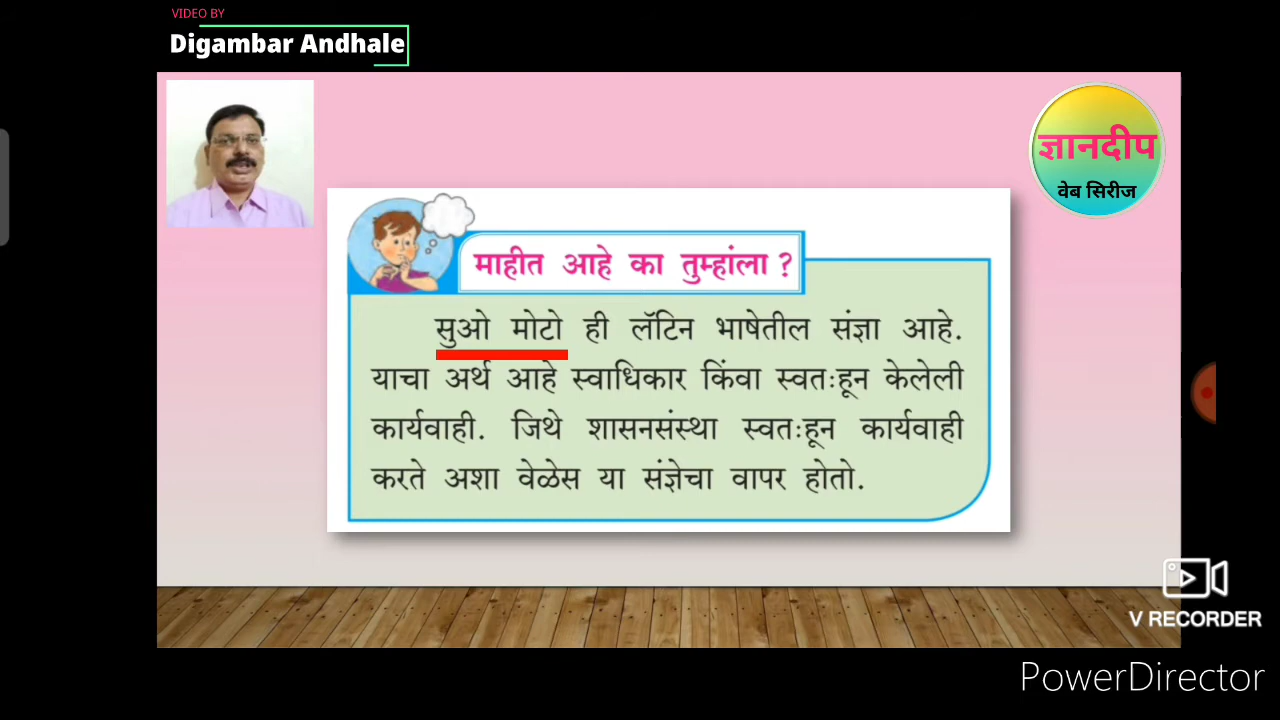 VIDEO BY
Digambar Andhale
ज्ञानदीप
वेब सिरीज
माहीत आहे का तुम्हांला ?
सुओ मोटो ही लॅटिन भाषेतील संज्ञा आहे.
याचा अर्थ आहे स्वाधिकार किंवा स्वतःहून केलेली
कार्यवाही. जिथे शासनसंस्था स्वतःहून कार्यवाही
करते अशा वेळेस या संज्ञेचा वापर होतो.
V RECORDER
PowerDirector